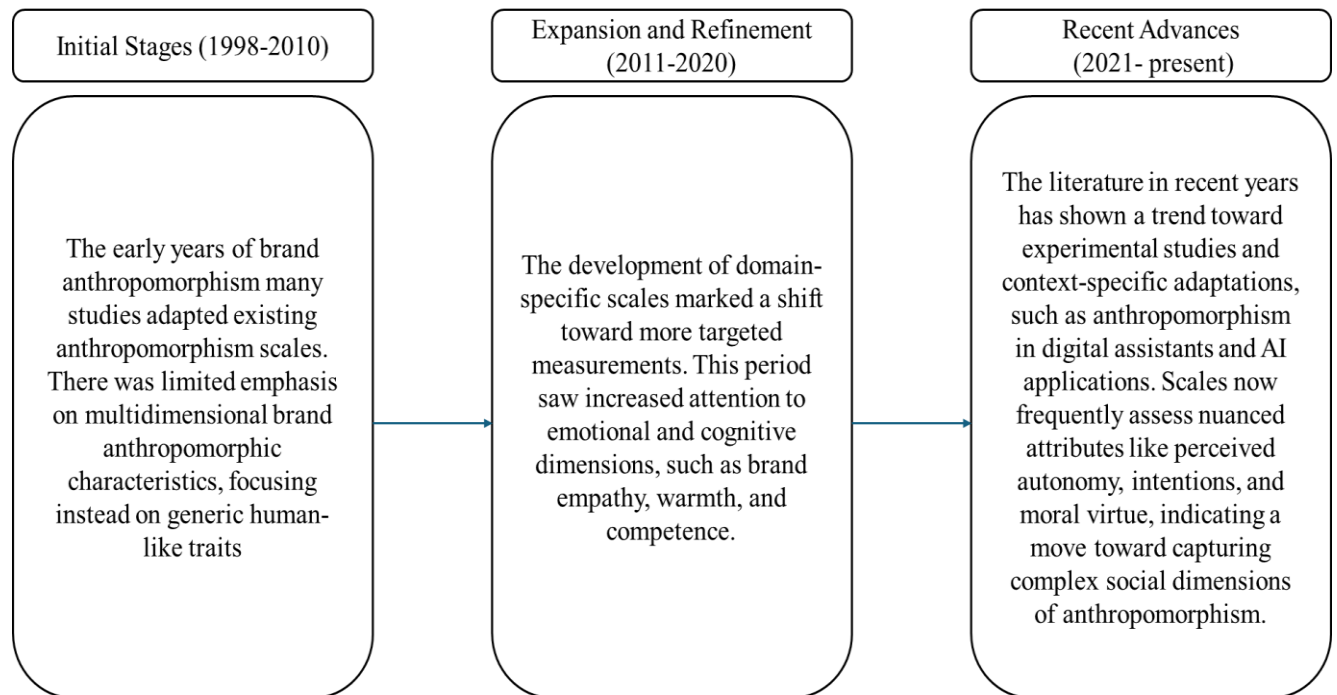 Initial Stages (1998-2010)
The early years of brand
anthropomorphism many
studies adapted existing
anthropomorphism scales.
There was limited emphasis
on multidimensional brand
anthropomorphic
characteristics, focusing
instead on generic human-
like traits
Expansion and Refinement
(2011-2020)
The development of domain-
specific scales marked a shift
toward more targeted
measurements. This period
saw increased attention to
emotional and cognitive
dimensions, such as brand
empathy, warmth, and
competence.
Recent Advances
(2021- present)
The literature in recent years
has shown a trend toward
experimental studies and
context-specific adaptations,
such as anthropomorphism
in digital assistants and AI
applications. Scales now
frequently assess nuanced
attributes like perceived
autonomy, intentions, and
moral virtue, indicating a
move toward capturing
complex social dimensions
of anthropomorphism.